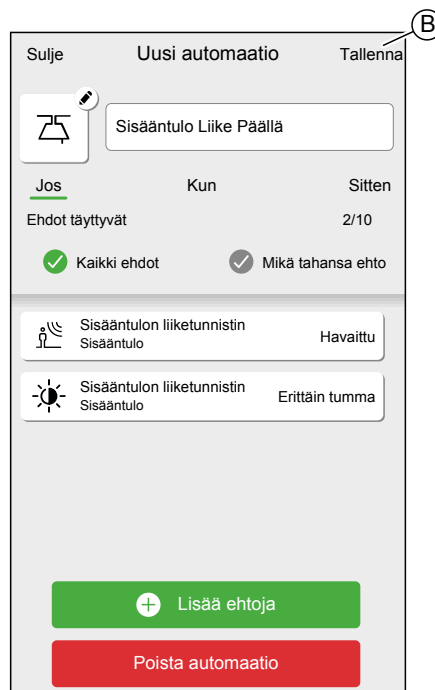 B
Sulje Uusi automaatio Tallenna
Sisääntulo Liike Päällä
Jos Kun Sitten
Ehdot täyttyvät 2/10
Kaikki ehdot Mikä tahansa ehto
Sisääntulon liiketunnistin
Sisääntulo
Havaittu
Sisääntulon liiketunnistin
Sisääntulo
Erittäin tumma
Lisää ehtoja
Poista automaatio